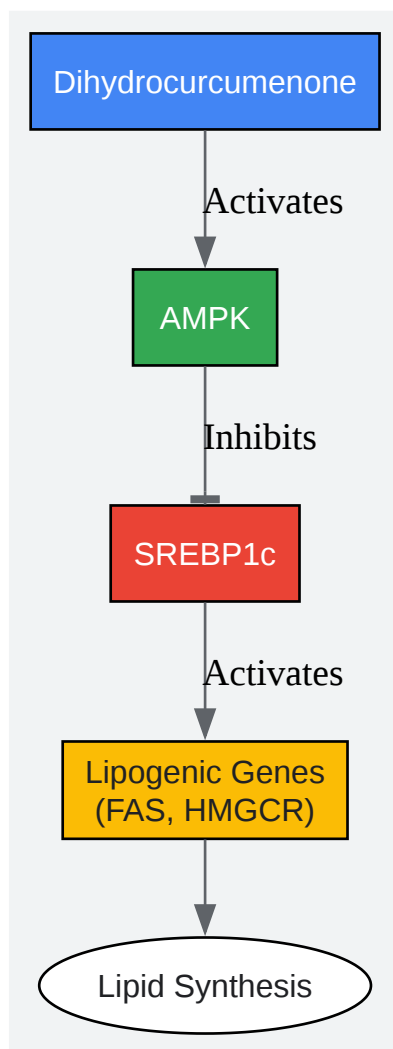 Dihydrocurcumenone
Activates
AMPK
Inhibits
SREBP1c
Activates
Lipogenic Genes
(FAS, HMGCR)
Lipid Synthesis